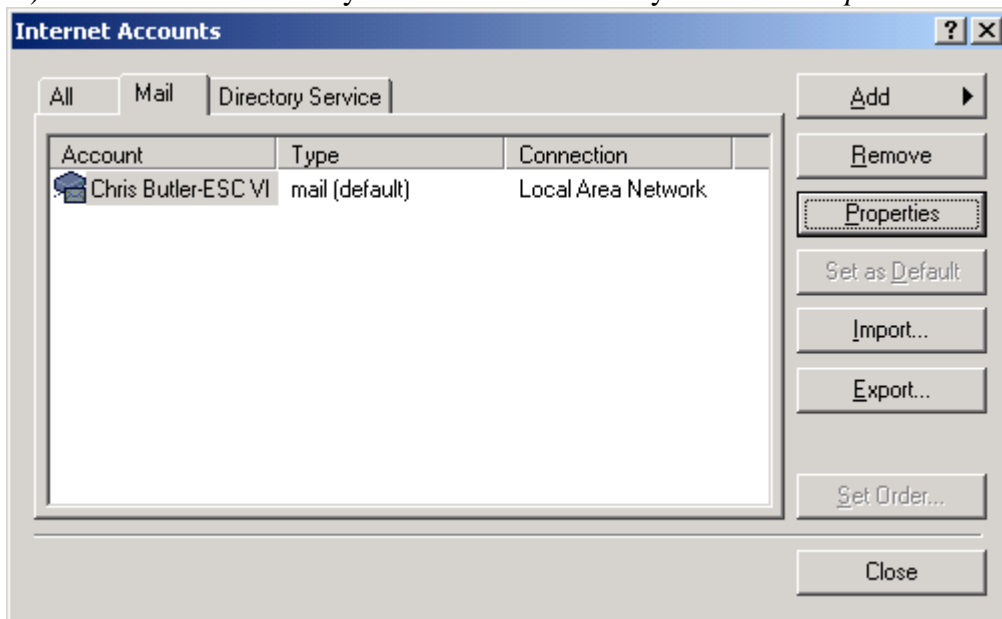 Internet Accounts
All Mail Directory Service
Add
Account Type Connection
Remove
Chris Butler-ESC VI mail (default) Local Area Network
Properties
Set as Default
Import...
Export...
Set Order...
Close